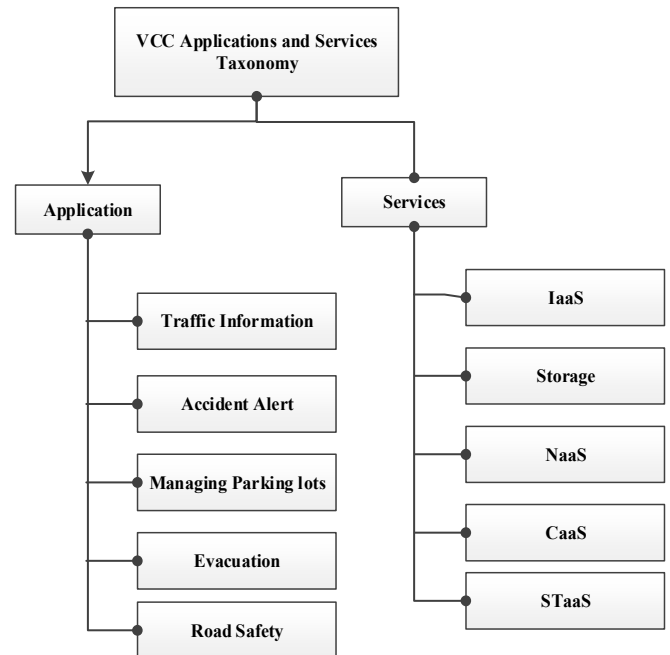 VCC Applications and Services
Taxonomy
Application
Services
Traffic Information
Accident Alert
Managing Parking lots
Evacuation
Road Safety
IaaS
Storage
NaaS
CaaS
STaaS